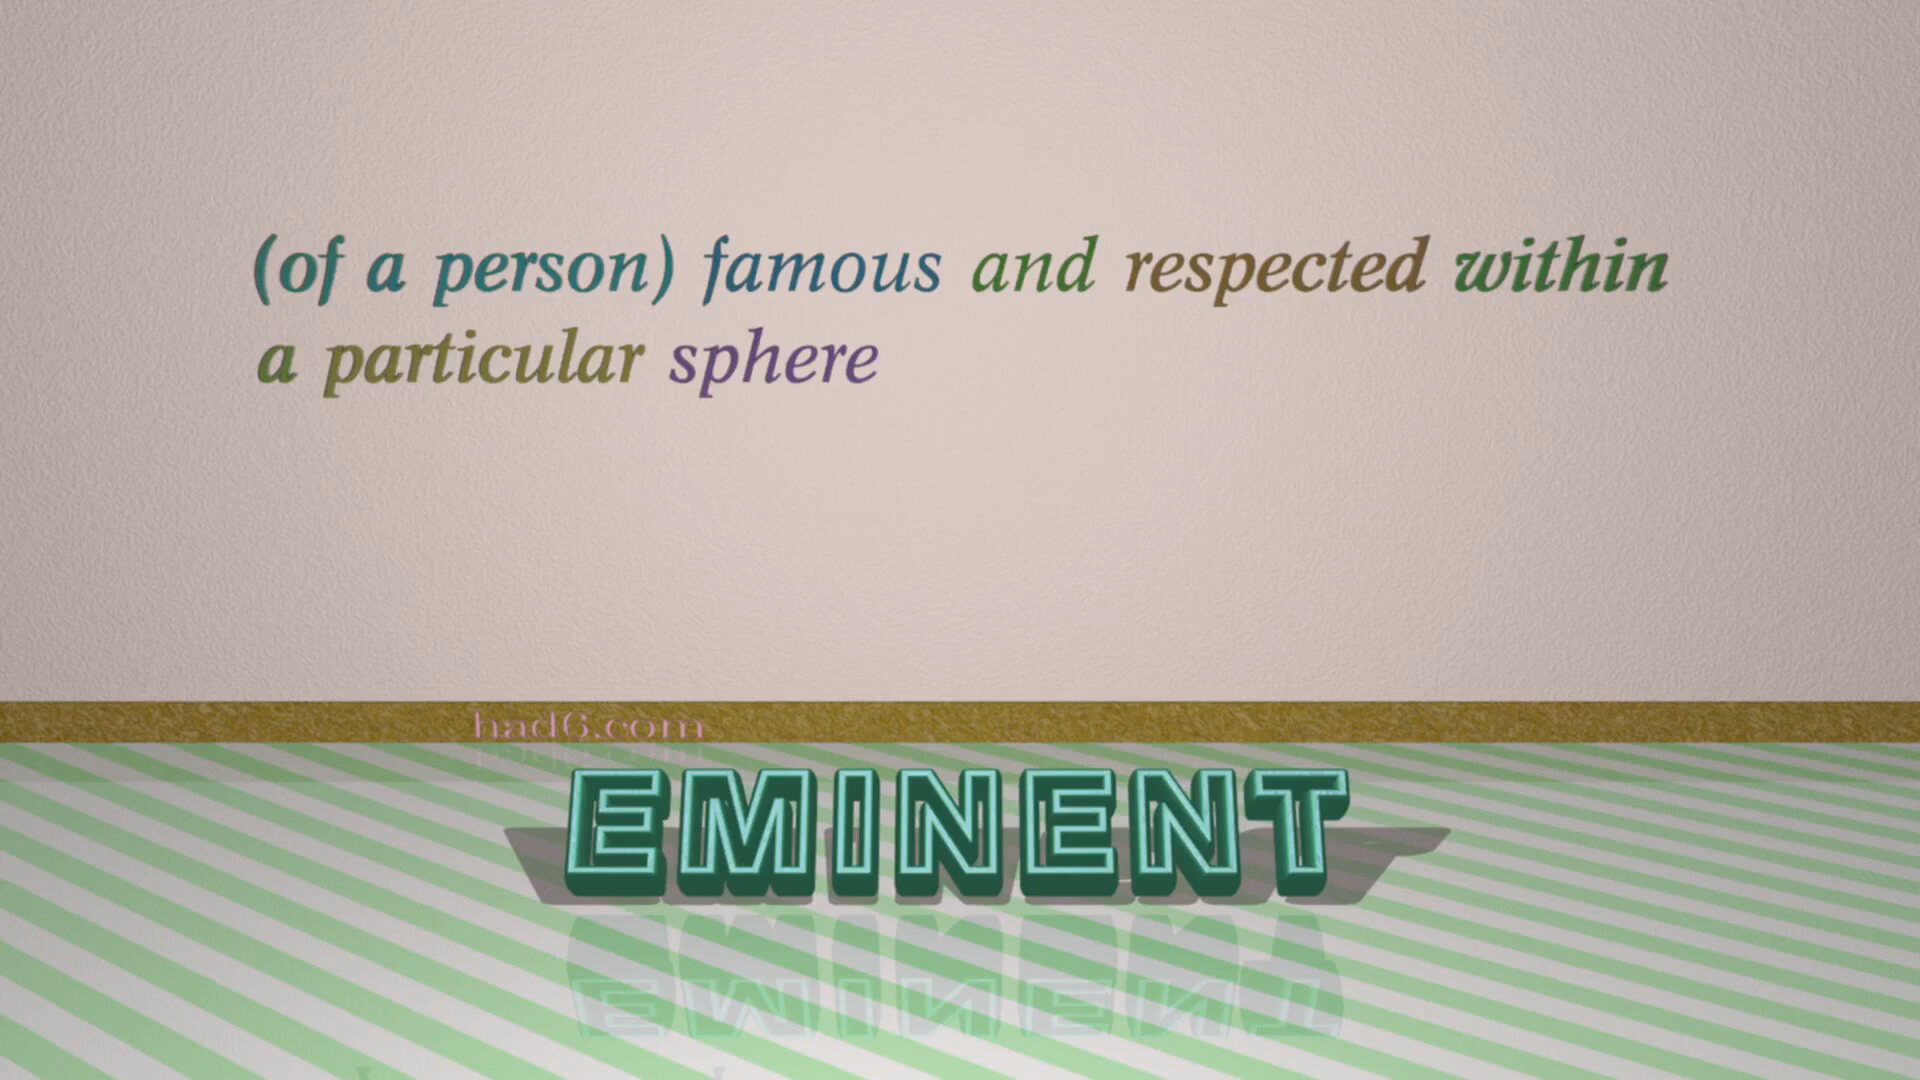 (of a person) famous and respected within
a particular sphere
had6.com
EMINENT